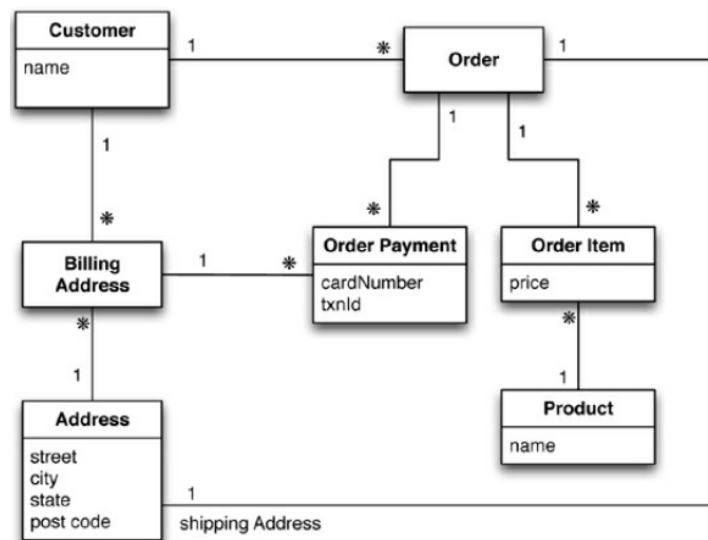 Customer
name
1
*
Order
1
1
*
1
1
*
*
Billing
Address
1
*
Order Payment
cardNumber
txnId
Order Item
price
*
1
*
1
Address
street
city
state
post code
Product
name
1
shipping Address